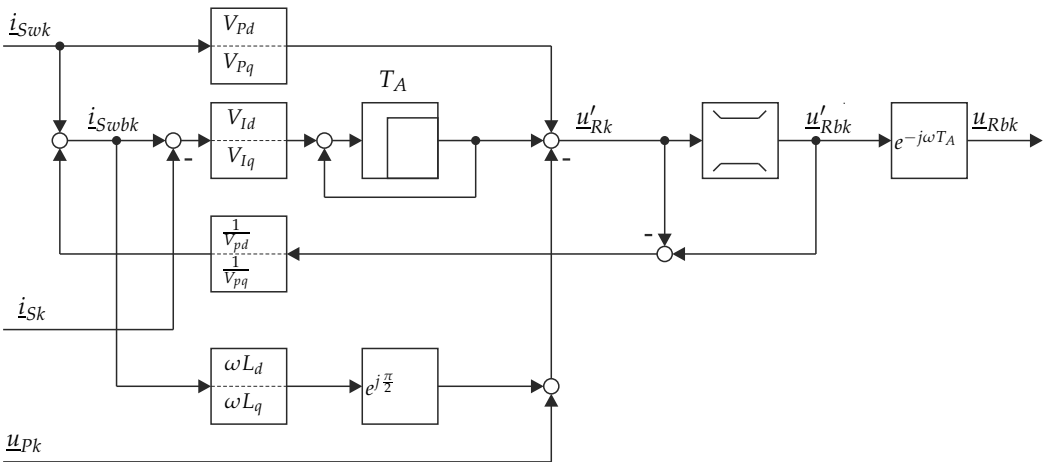 i_Swk
V_Pd
V_Pq
T_A
i_Swbk
V_Id
V_Iq
-
-
u'_Rk
u'_Rbk
e^{-jωT_A}
u_Rbk
-
1/V_pd
1/V_pq
i_Sk
ωL_d
ωL_q
e^{jπ/2}
u_Pk